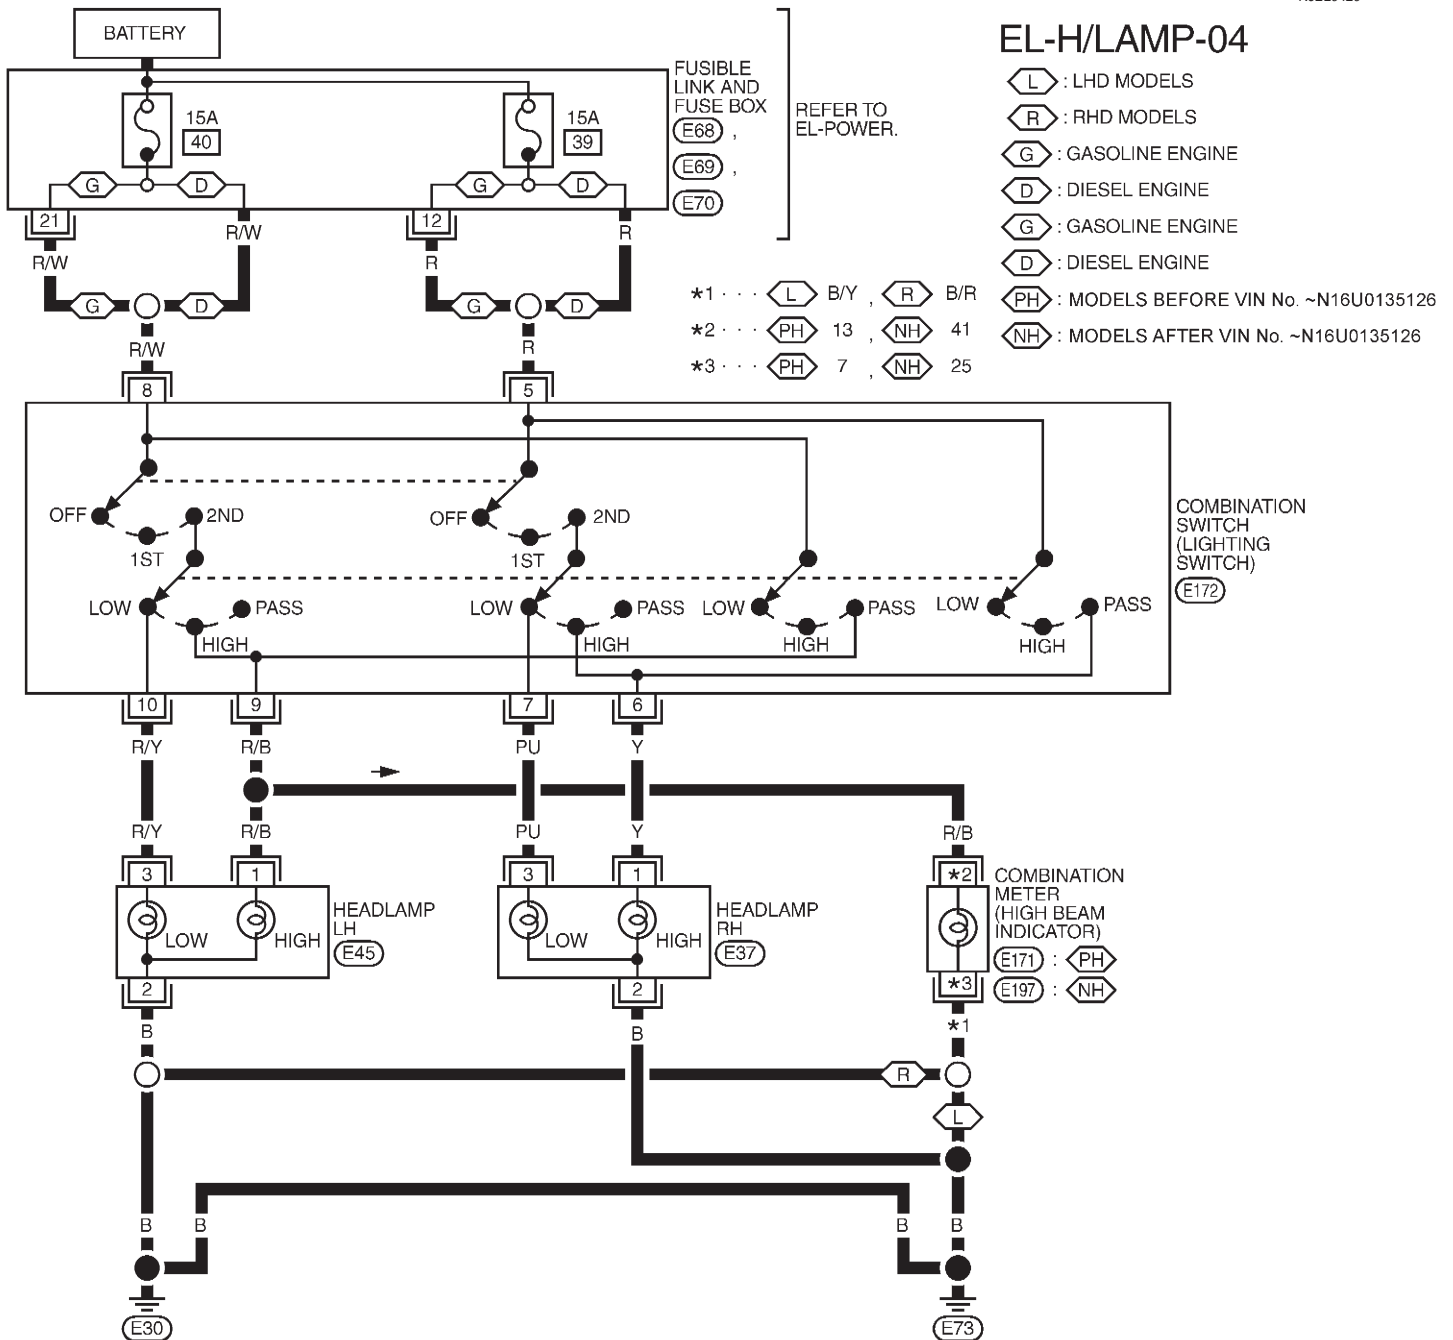 EL-H/LAMP-04
BATTERY
FUSIBLE
LINK AND
FUSE BOX
E68 ,
E69 ,
E70
REFER TO
EL-POWER.
15A
40
15A
39
G D
G D
21
R/W
12
R
R/W
R
G D
G D
R/W
R
8
5
L : LHD MODELS
R : RHD MODELS
G : GASOLINE ENGINE
D : DIESEL ENGINE
G : GASOLINE ENGINE
D : DIESEL ENGINE
PH : MODELS BEFORE VIN No. ~N16U0135126
NH : MODELS AFTER VIN No. ~N16U0135126
*1 · · · L B/Y , R B/R
*2 · · · PH 13 , NH 41
*3 · · · PH 7 , NH 25
OFF 2ND
1ST
OFF 2ND
1ST
LOW PASS
HIGH
LOW PASS
HIGH
LOW PASS
HIGH
LOW PASS
HIGH
COMBINATION
SWITCH
(LIGHTING
SWITCH)
E172
10 9 7 6
R/Y R/B PU Y
R/Y R/B PU Y R/B
3 1 3 1 *2
LOW HIGH
HEADLAMP
LH
E45
LOW HIGH
HEADLAMP
RH
E37
COMBINATION
METER
(HIGH BEAM
INDICATOR)
E171 : PH
E197 : NH
2 2 *3
B B *1
R
L
B B B B
E30 E73